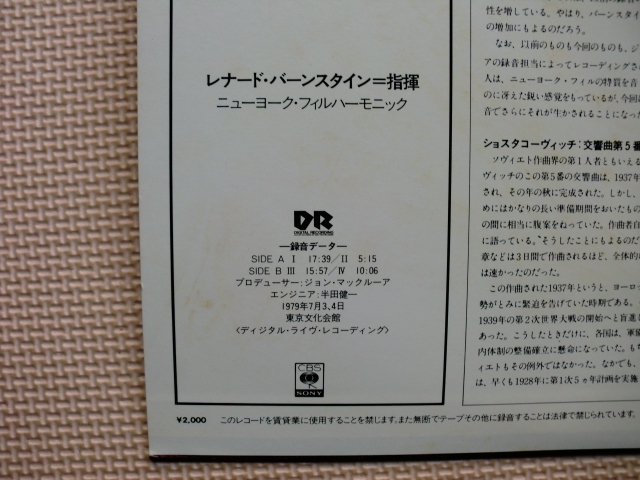 レナード・バーンスタイン=指揮
ニューヨーク・フィルハーモニック
DR
DIGITAL RECORDING
—録音データ—
SIDE A I 17:39/II 5:15
SIDE B III 15:57/IV 10:06
プロデューサー:ジョン・マックルーア
エンジニア:半田健一
1979年7月3、4日
東京文化会館
〈ディジタル・ライヴ・レコーディング〉
CBS
SONY
性を増している。やはり、バーンスタイ
の増加にもよるのだろう。
なお、以前のものも今回のものも、ジ
アの録音担当によってレコーディングさ
人は、ニューヨーク・フィルの特質を音
のに冴えた鋭い感覚をもっているが、今回
音でさらにそれが生かされることになっ
ショスタコーヴィッチ:交響曲第5番
ソヴィエト作曲界の第1人者ともいえる
ヴィッチのこの第5番の交響曲は、1937年
され、その年の秋に完成された。しかし、
めにはかなりの長い準備期間をおいたもの
の間に相当に腹案をねっていた。作曲者自
に語っている。“そうしたことにもよるのだ
章などは3日間で作曲されるほど、全体的
は速かったのだった。
この作曲された1937年というと、ヨーロッ
勢がとみに緊迫を告げていた時期である。
1939年の第2次世界大戦の開始へと盲進し
あった。こうしたときだけに、各国は、軍備
内体制の整備確立に懸命になっていた。も
ィエトもその例外ではなかった。なかでも、
は、早くも1928年に第1次5ヵ年計画を実施
¥2,000 このレコードを賃貸業に使用することを禁じます。また無断でテープその他に録音することは法律で禁じられています。